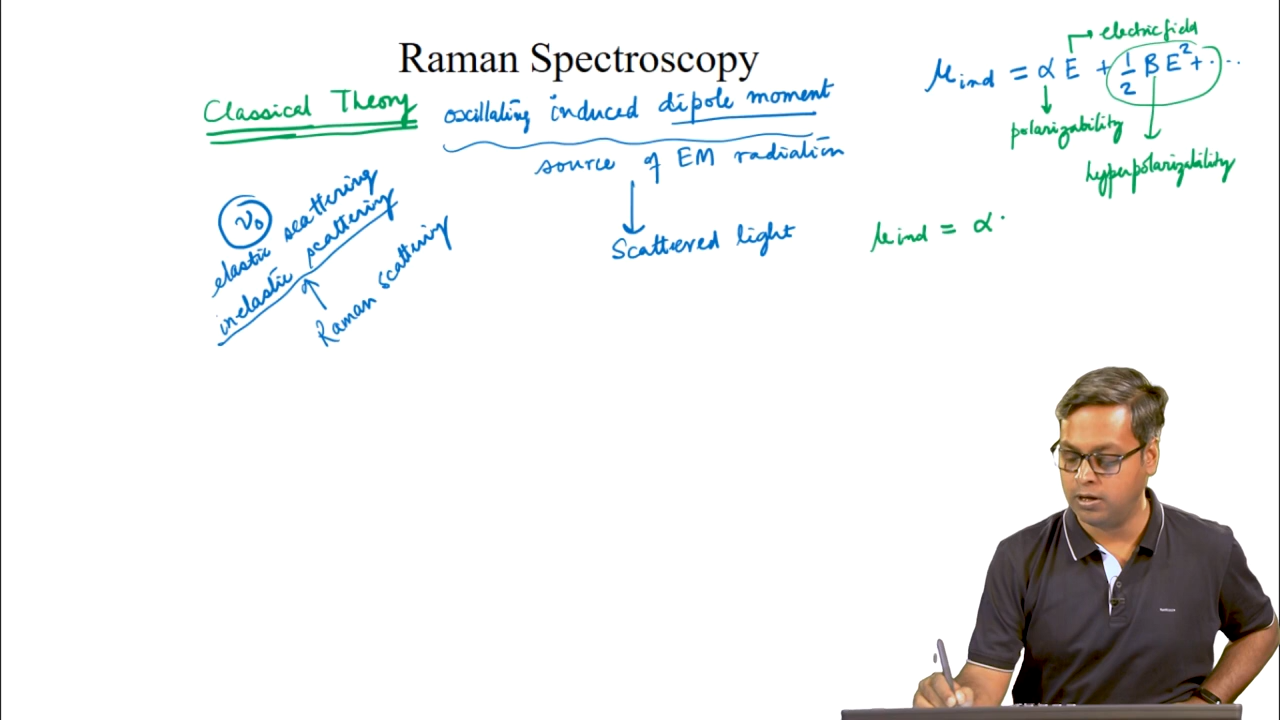 Raman Spectroscopy
Classical Theory
oscillating induced dipole moment
source of EM radiation
Scattered light
ν₀
elastic scattering
inelastic scattering
Raman scattering
electric field
μind = α E + 1/2 β E² + . . .
polarizability
hyperpolarizability
μind = α ·